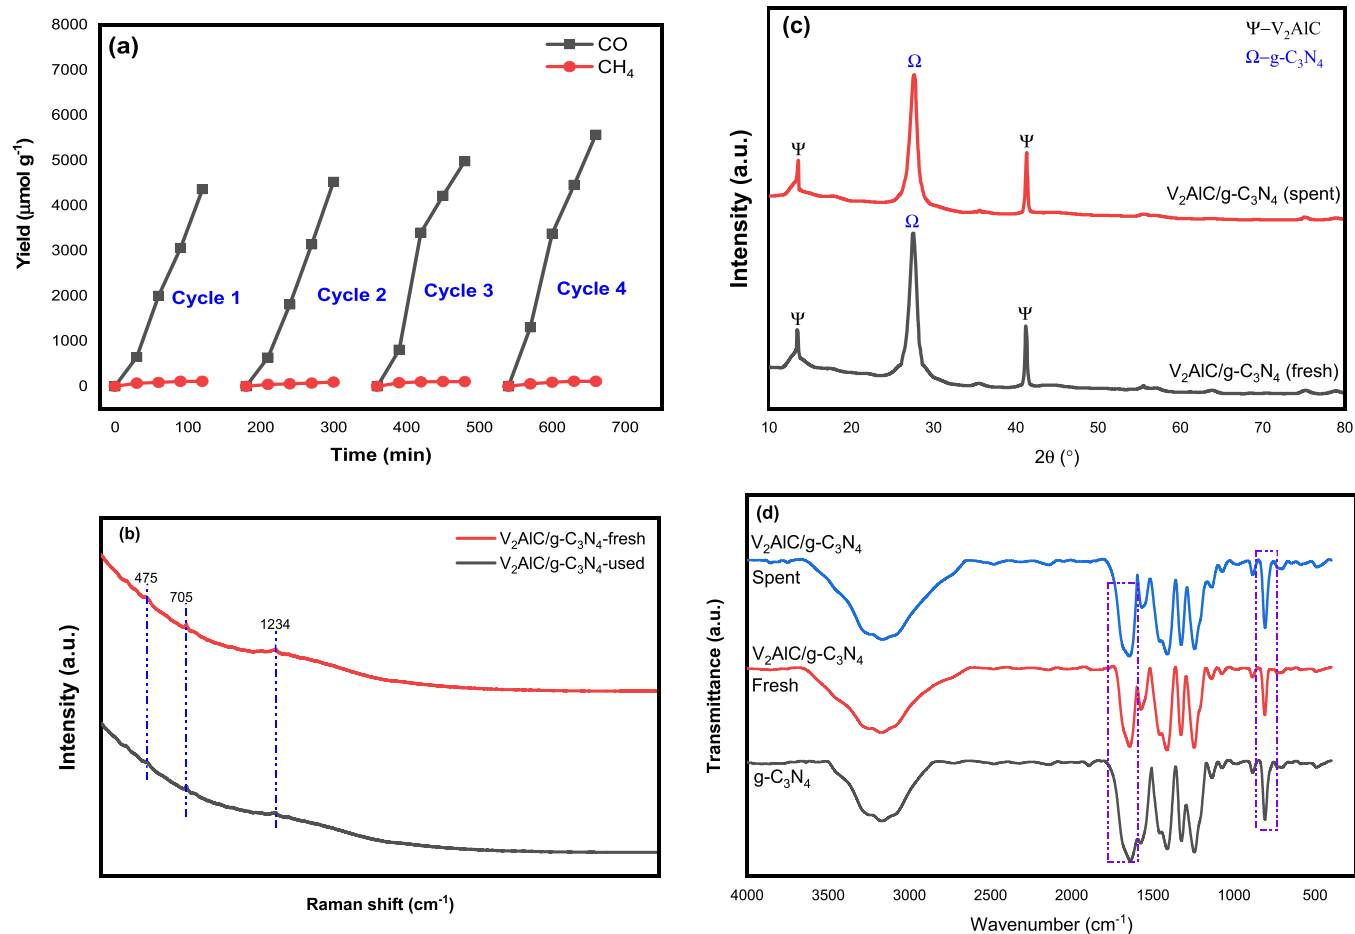 (a)
CO
CH4
8000
7000
6000
5000
4000
3000
2000
1000
0
Yield (μmol g-1)
Cycle 1
Cycle 2
Cycle 3
Cycle 4
0 100 200 300 400 500 600 700
Time (min)
(c)
Ψ–V2AlC
Ω–g-C3N4
Ω
Ψ
Ψ
V2AlC/g-C3N4 (spent)
Ω
Ψ
Ψ
V2AlC/g-C3N4 (fresh)
Intensity (a.u.)
10 20 30 40 50 60 70 80
2θ (°)
(b)
V2AlC/g-C3N4-fresh
V2AlC/g-C3N4-used
475
705
1234
Intensity (a.u.)
Raman shift (cm-1)
(d)
V2AlC/g-C3N4
Spent
V2AlC/g-C3N4
Fresh
g-C3N4
Transmittance (a.u.)
4000 3500 3000 2500 2000 1500 1000 500
Wavenumber (cm-1)